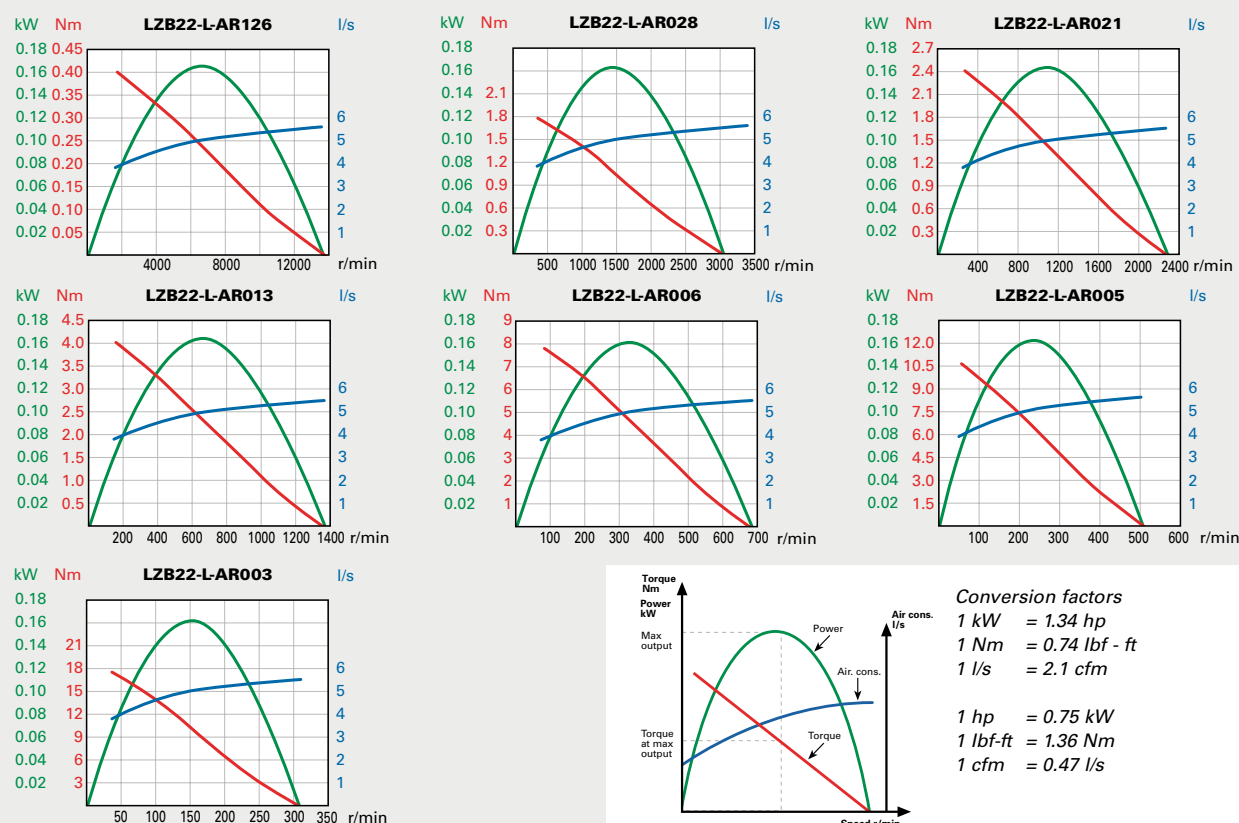 kW Nm LZB22-L-AR126 l/s
0.18 0.45
0.16 0.40
0.14 0.35
0.12 0.30 6
0.10 0.25 5
0.08 0.20 4
0.06 0.15 3
0.04 0.10 2
0.02 0.05 1
4000 8000 12000 r/min
kW Nm LZB22-L-AR028 l/s
0.18
0.16
0.14 2.1
0.12 1.8 6
0.10 1.5 5
0.08 1.2 4
0.06 0.9 3
0.04 0.6 2
0.02 0.3 1
500 1000 1500 2000 2500 3000 3500 r/min
kW Nm LZB22-L-AR021 l/s
0.18 2.7
0.16 2.4
0.14 2.1
0.12 1.8 6
0.10 1.5 5
0.08 1.2 4
0.06 0.9 3
0.04 0.6 2
0.02 0.3 1
400 800 1200 1600 2000 2400 r/min
kW Nm LZB22-L-AR013 l/s
0.18 4.5
0.16 4.0
0.14 3.5
0.12 3.0 6
0.10 2.5 5
0.08 2.0 4
0.06 1.5 3
0.04 1.0 2
0.02 0.5 1
200 400 600 800 1000 1200 1400 r/min
kW Nm LZB22-L-AR006 l/s
0.18 9
0.16 8
0.14 7
0.12 6 6
0.10 5 5
0.08 4 4
0.06 3 3
0.04 2 2
0.02 1 1
100 200 300 400 500 600 700 r/min
kW Nm LZB22-L-AR005 l/s
0.18
0.16 12.0
0.14 10.5
0.12 9.0 6
0.10 7.5 5
0.08 6.0 4
0.06 4.5 3
0.04 3.0 2
0.02 1.5 1
100 200 300 400 500 600 r/min
kW Nm LZB22-L-AR003 l/s
0.18
0.16
0.14 21
0.12 18 6
0.10 15 5
0.08 12 4
0.06 9 3
0.04 6 2
0.02 3 1
50 100 150 200 250 300 350 r/min
Torque
Nm
Power
kW
Max
output
Torque
at max
output
Power
Air. cons.
Torque
Air cons.
l/s
Speed r/min
Conversion factors
1 kW = 1.34 hp
1 Nm = 0.74 lbf - ft
1 l/s = 2.1 cfm
1 hp = 0.75 kW
1 lbf-ft = 1.36 Nm
1 cfm = 0.47 l/s